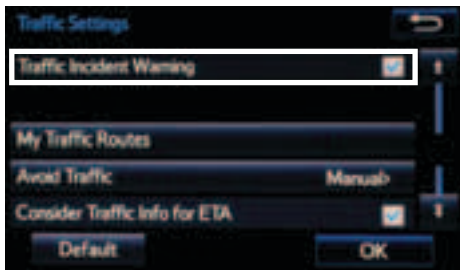 Traffic Settings
Traffic Incident Warning
My Traffic Routes
Avoid Traffic Manual>
Consider Traffic Info for ETA
Default OK